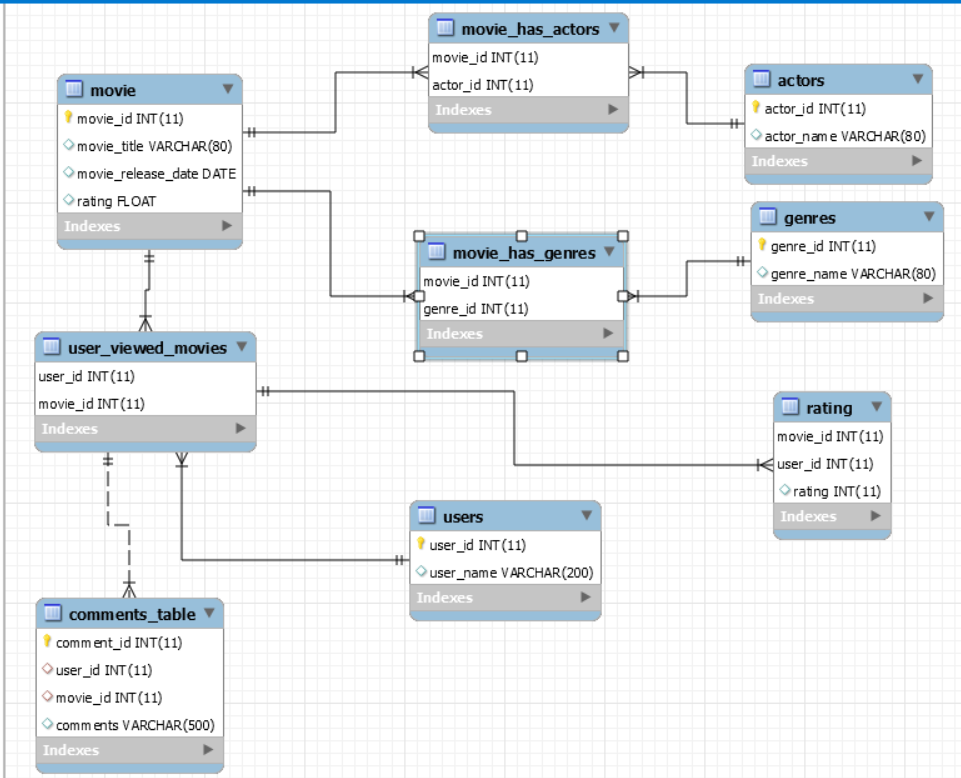 movie
movie_id INT(11)
movie_title VARCHAR(80)
movie_release_date DATE
rating FLOAT
Indexes
movie_has_actors
movie_id INT(11)
actor_id INT(11)
Indexes
actors
actor_id INT(11)
actor_name VARCHAR(80)
Indexes
genres
genre_id INT(11)
genre_name VARCHAR(80)
Indexes
movie_has_genres
movie_id INT(11)
genre_id INT(11)
Indexes
user_viewed_movies
user_id INT(11)
movie_id INT(11)
Indexes
rating
movie_id INT(11)
user_id INT(11)
rating INT(11)
Indexes
users
user_id INT(11)
user_name VARCHAR(200)
Indexes
comments_table
comment_id INT(11)
user_id INT(11)
movie_id INT(11)
comments VARCHAR(500)
Indexes